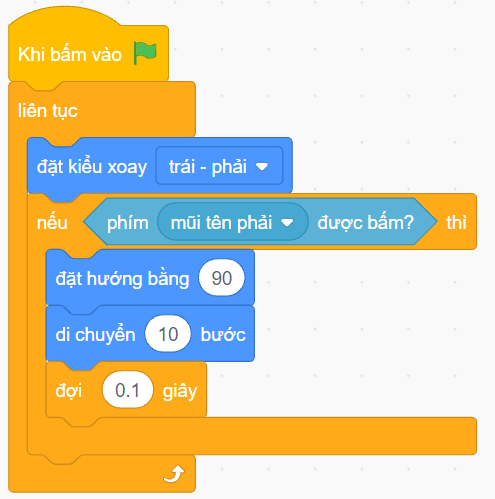 Khi bấm vào
liên tục
đặt kiểu xoay trái - phải
nếu phím mũi tên phải được bấm? thì
đặt hướng bằng 90
di chuyển 10 bước
đợi 0.1 giây